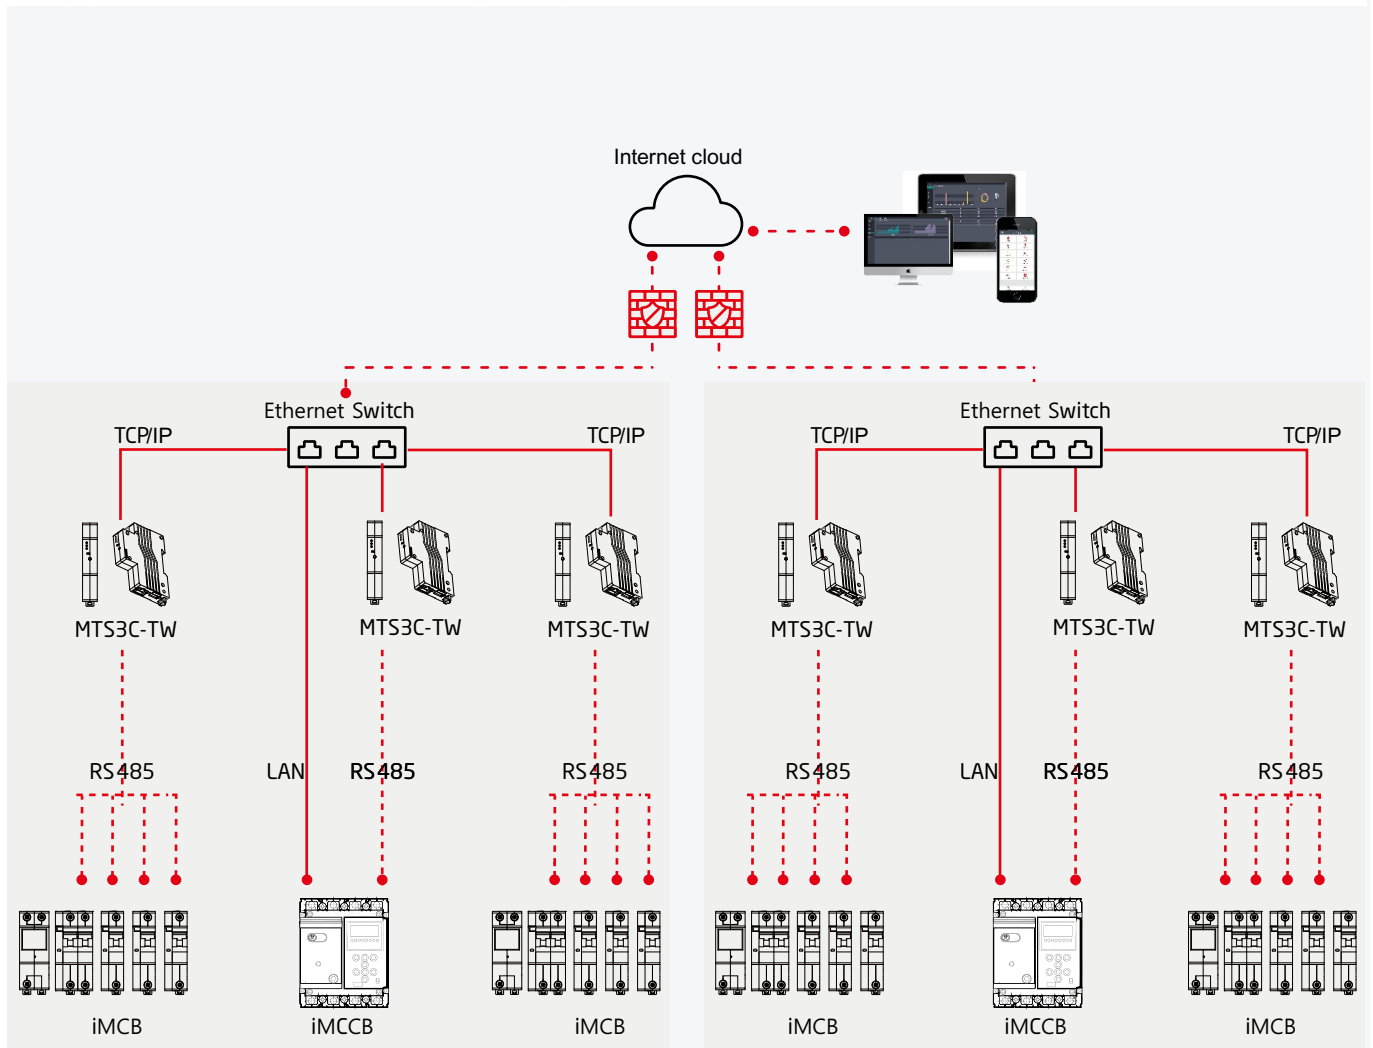 Internet cloud
Ethernet Switch
Ethernet Switch
TCP/IP
TCP/IP
TCP/IP
TCP/IP
MTS3C-TW
MTS3C-TW
MTS3C-TW
MTS3C-TW
MTS3C-TW
MTS3C-TW
RS485
LAN
RS485
RS485
RS485
LAN
RS485
RS485
iMCB
iMCCB
iMCB
iMCB
iMCCB
iMCB